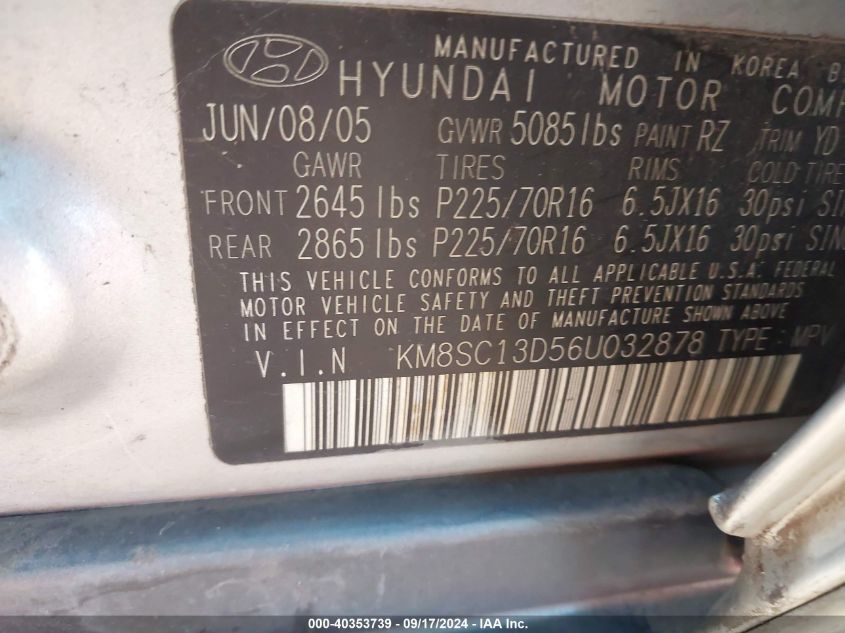 MANUFACTURED IN KOREA B
HYUNDAI MOTOR COMP
JUN/08/05 GVWR 5085lbs PAINT RZ TRIM YD
GAWR TIRES RIMS COLD TIRE
FRONT 2645lbs P225/70R16 6.5JX16 30psi SIN
REAR 2865lbs P225/70R16 6.5JX16 30psi SING
THIS VEHICLE CONFORMS TO ALL APPLICABLE U.S.A. FEDERAL
MOTOR VEHICLE SAFETY AND THEFT PREVENTION STANDARDS
IN EFFECT ON THE DATE OF MANUFACTURE SHOWN ABOVE
V.I.N KM8SC13D56U032878 TYPE : MPV
000-40353739 - 09/17/2024 - IAA Inc.